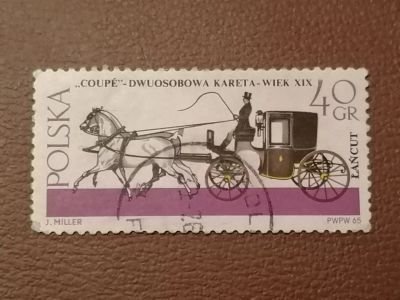 „COUPÉ"-DWUOSOBOWA KARETA-WIEK XIX
40 GR
POLSKA
ŁAŃCUT
J. MILLER
PWPW 65